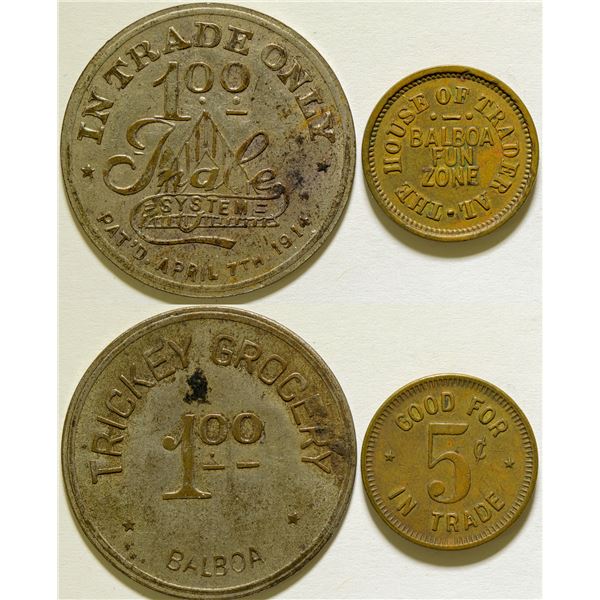 IN TRADE ONLY
1.00
Ingle
SYSTEM
PAT'D APRIL 7TH 1914
THE HOUSE OF TRADER AL
BALBOA
FUN
ZONE
TRICKEY GROCERY
1.00
BALBOA
GOOD FOR
5¢
IN TRADE